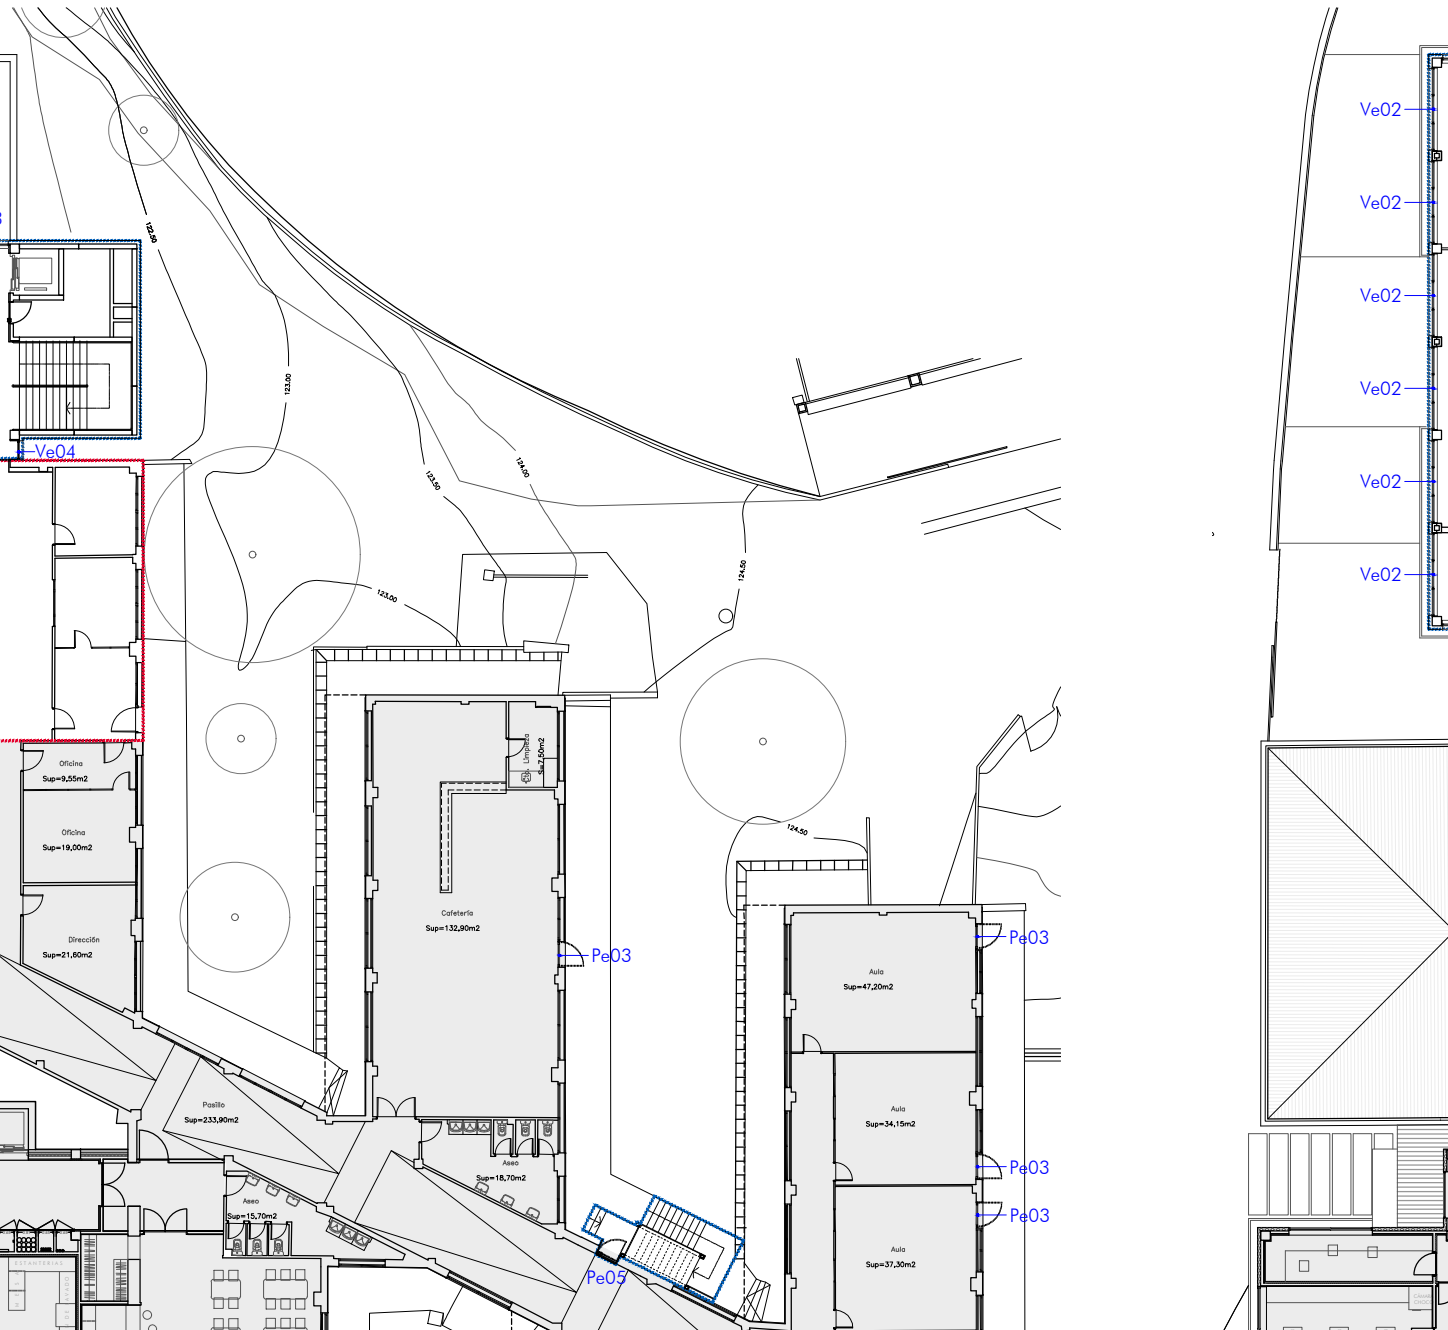 Ve02
Ve02
122.50
Ve02
123.00
Ve02
Ve04
124.00
123.50
Ve02
124.50
Ve02
123.00
Limpieza
S=7,50m2
Oficina
Sup=9,55m2
Oficina
Sup=19,00m2
124.50
Cafetería
Sup=132,90m2
Dirección
Sup=21,60m2
Pe03
Pe03
Aula
Sup=47,20m2
Pasillo
Sup=233,90m2
Aula
Sup=34,15m2
Aseo
Sup=18,70m2
Pe03
Aseo
Sup=15,70m2
Pe03
Aula
Sup=37,30m2
ESTANTERIAS
Pe05